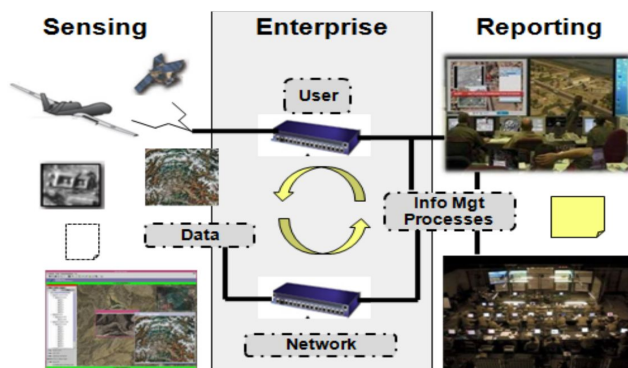 Sensing
Enterprise
Reporting
User
Info Mgt
Processes
Data
Network